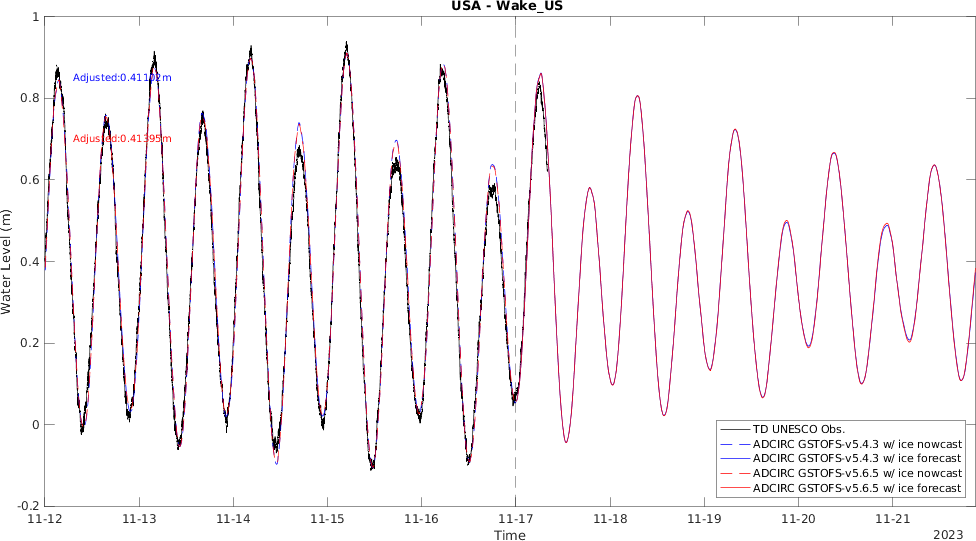 USA - Wake_US
1
0.8
0.6
0.4
0.2
0
-0.2
Water Level (m)
Adjusted:0.41102m
Adjusted:0.41395m
TD UNESCO Obs.
ADCIRC GSTOFS-v5.4.3 w/ ice nowcast
ADCIRC GSTOFS-v5.4.3 w/ ice forecast
ADCIRC GSTOFS-v5.6.5 w/ ice nowcast
ADCIRC GSTOFS-v5.6.5 w/ ice forecast
11-12 11-13 11-14 11-15 11-16 11-17 11-18 11-19 11-20 11-21
Time
2023